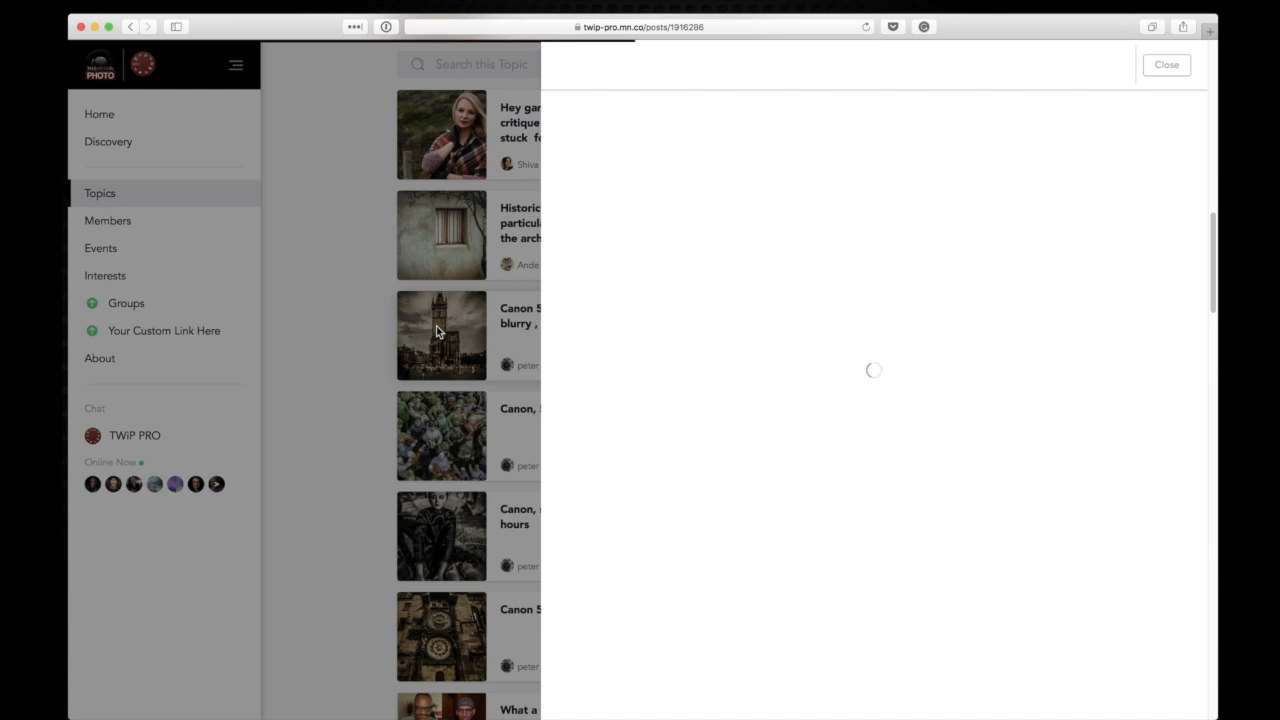 twip-pro.mn.co/posts/1916286
PHOTO
Search this Topic
Close
Home
Discovery
Topics
Members
Events
Interests
Groups
Your Custom Link Here
About
Chat
TWiP PRO
Online Now
Hey gar
critique
stuck fo
Shiva
Historic
particula
the arch
Ande
Canon 5
blurry ,
peter
Canon,
peter
Canon,
hours
peter
Canon 5
peter
What a